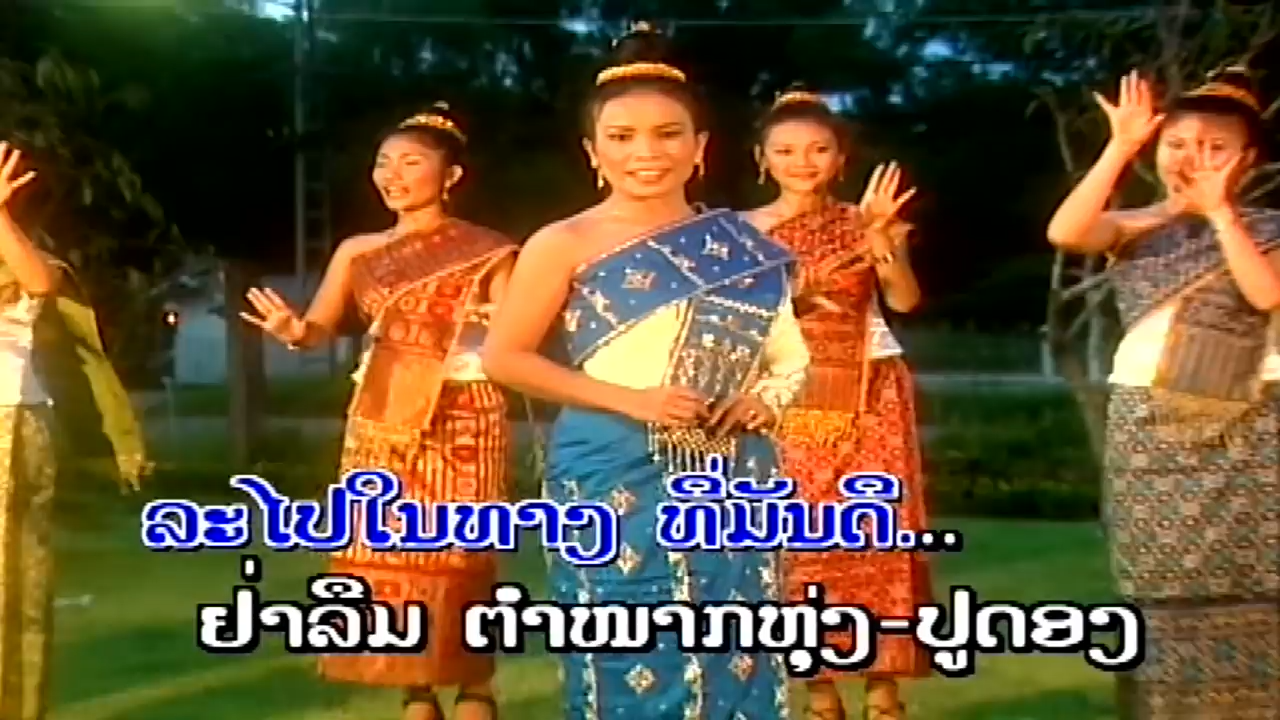 ລະໂປໃນທາງ ທີ່ມັນດີ...
ຢ່າລືມ ຕຳໝາກຫຸ່ງ-ປູດອງ